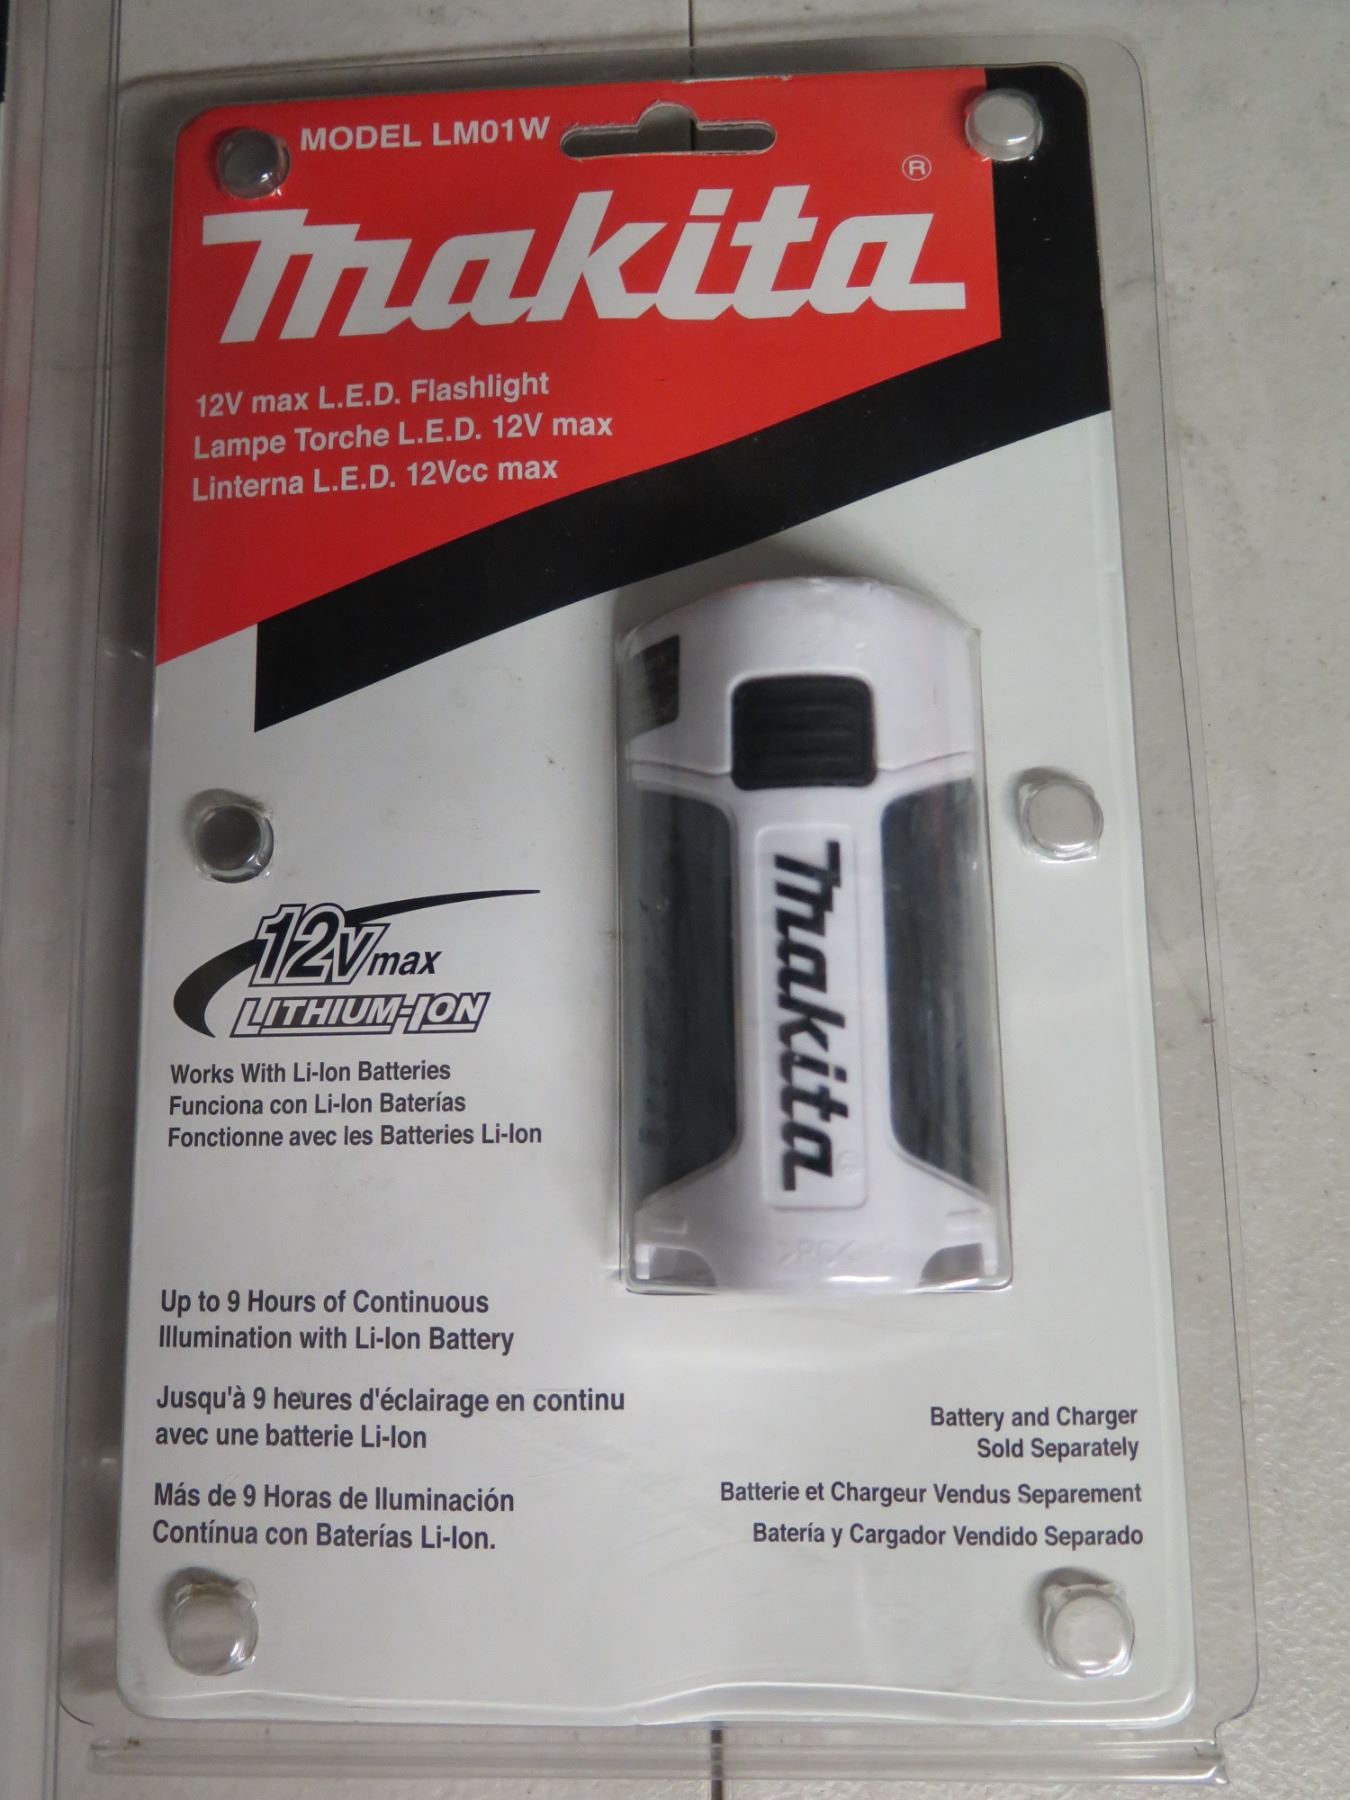 MODEL LM01W
makita®
12V max L.E.D. Flashlight
Lampe Torche L.E.D. 12V max
Linterna L.E.D. 12Vcc max
makita
12Vmax
LITHIUM-ION
Works With Li-Ion Batteries
Funciona con Li-Ion Baterías
Fonctionne avec les Batteries Li-Ion
>PC<
Up to 9 Hours of Continuous
Illumination with Li-Ion Battery
Jusqu'à 9 heures d'éclairage en continu
avec une batterie Li-Ion
Más de 9 Horas de Iluminación
Contínua con Baterías Li-Ion.
Battery and Charger
Sold Separately
Batterie et Chargeur Vendus Separement
Batería y Cargador Vendido Separado